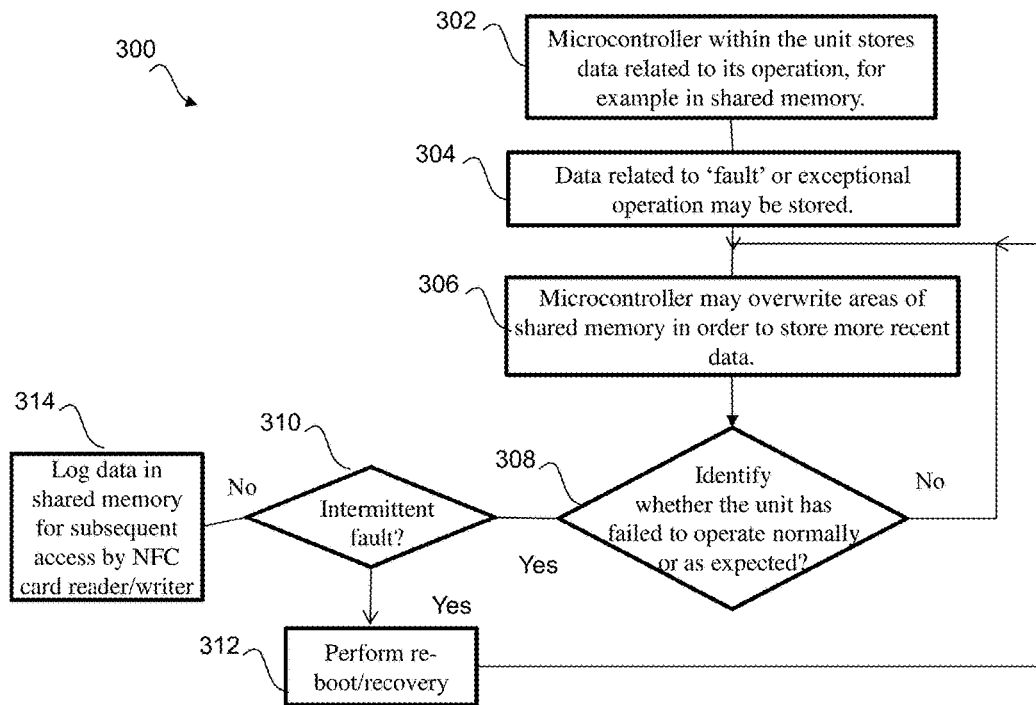 300
302
Microcontroller within the unit stores
data related to its operation, for
example in shared memory.
304
Data related to ‘fault’ or exceptional
operation may be stored.
306
Microcontroller may overwrite areas of
shared memory in order to store more recent
data.
308
Identify
whether the unit has
failed to operate normally
or as expected?
No
Yes
310
Intermittent
fault?
No
Yes
314
Log data in
shared memory
for subsequent
access by NFC
card reader/writer
312
Perform re-
boot/recovery